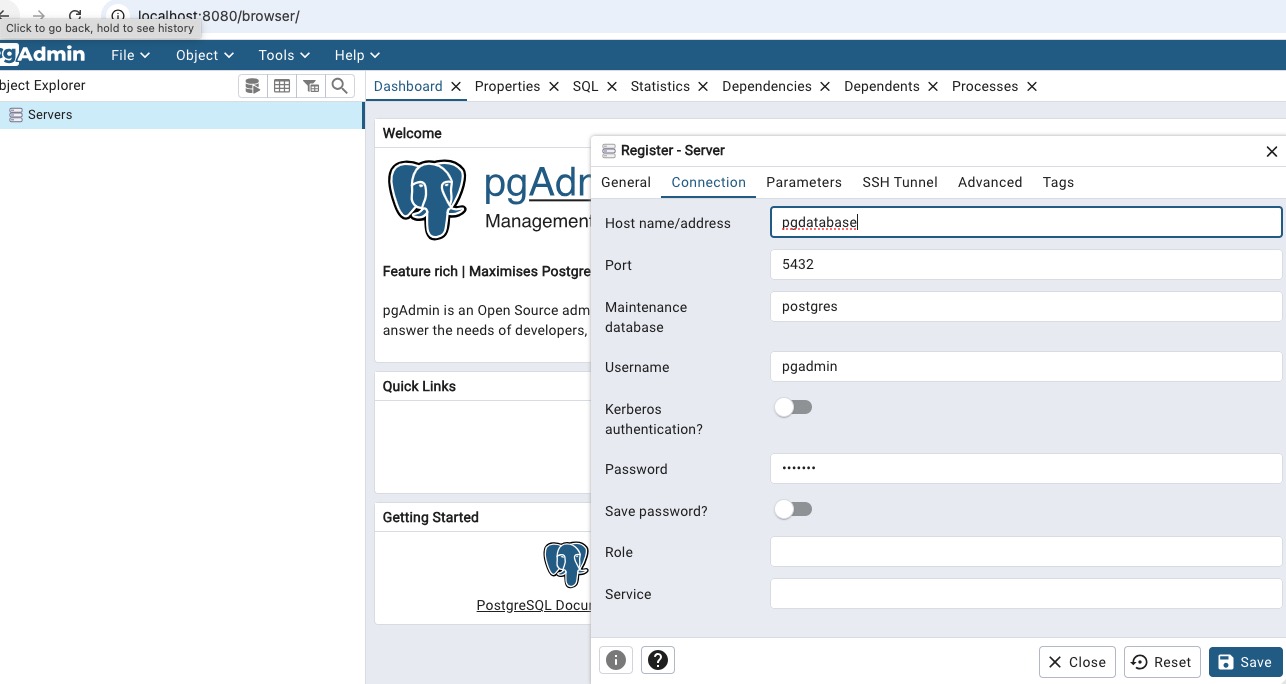 localhost:8080/browser/
Click to go back, hold to see history
pgAdmin File Object Tools Help
bject Explorer
Dashboard Properties SQL Statistics Dependencies Dependents Processes
Servers
Welcome
pgAdm
Management
Feature rich | Maximises Postgre
pgAdmin is an Open Source adm
answer the needs of developers,
Quick Links
Getting Started
PostgreSQL Docu
Register - Server
General Connection Parameters SSH Tunnel Advanced Tags
Host name/address pgdatabase
Port 5432
Maintenance
database
postgres
Username pgadmin
Kerberos
authentication?
Password •••••••
Save password?
Role
Service
Close Reset Save